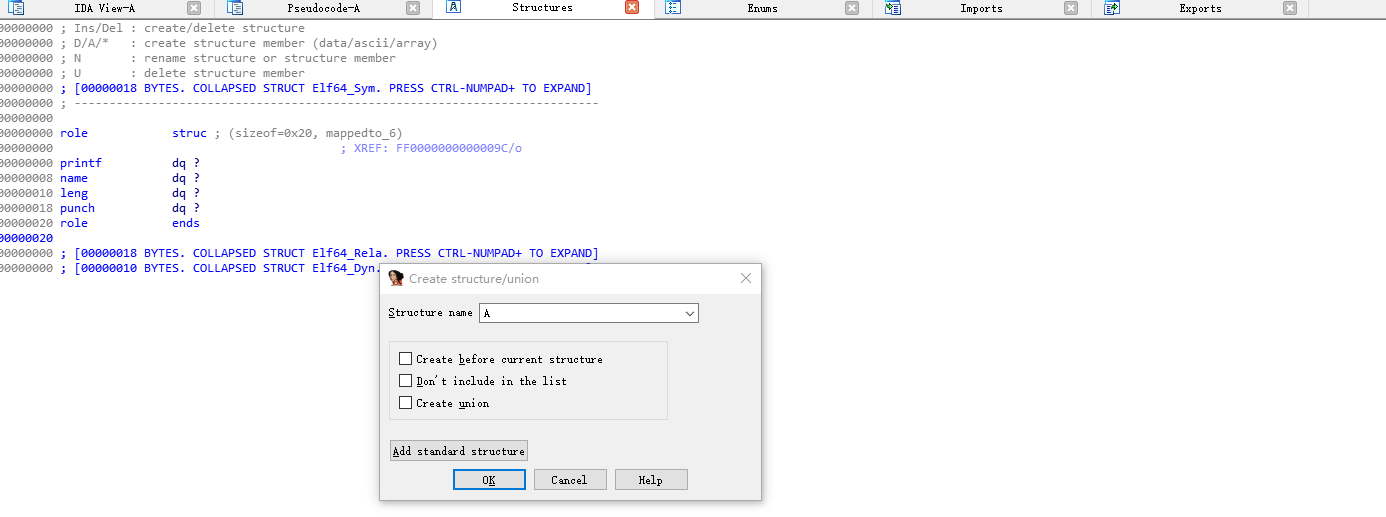 IDA View-A Pseudocode-A Structures Enums Imports Exports
00000000 ; Ins/Del : create/delete structure
00000000 ; D/A/* : create structure member (data/ascii/array)
00000000 ; N : rename structure or structure member
00000000 ; U : delete structure member
00000000 ; [00000018 BYTES. COLLAPSED STRUCT Elf64_Sym. PRESS CTRL-NUMPAD+ TO EXPAND]
00000000 ; ---------------------------------------------------------------------------
00000000
00000000 role struc ; (sizeof=0x20, mappedto_6)
00000000 ; XREF: FF0000000000009C/o
00000000 printf dq ?
00000008 name dq ?
00000010 leng dq ?
00000018 punch dq ?
00000020 role ends
00000020
00000000 ; [00000018 BYTES. COLLAPSED STRUCT Elf64_Rela. PRESS CTRL-NUMPAD+ TO EXPAND]
00000000 ; [00000010 BYTES. COLLAPSED STRUCT Elf64_Dyn.
Create structure/union
Structure name A
Create before current structure
Don't include in the list
Create union
Add standard structure
OK Cancel Help